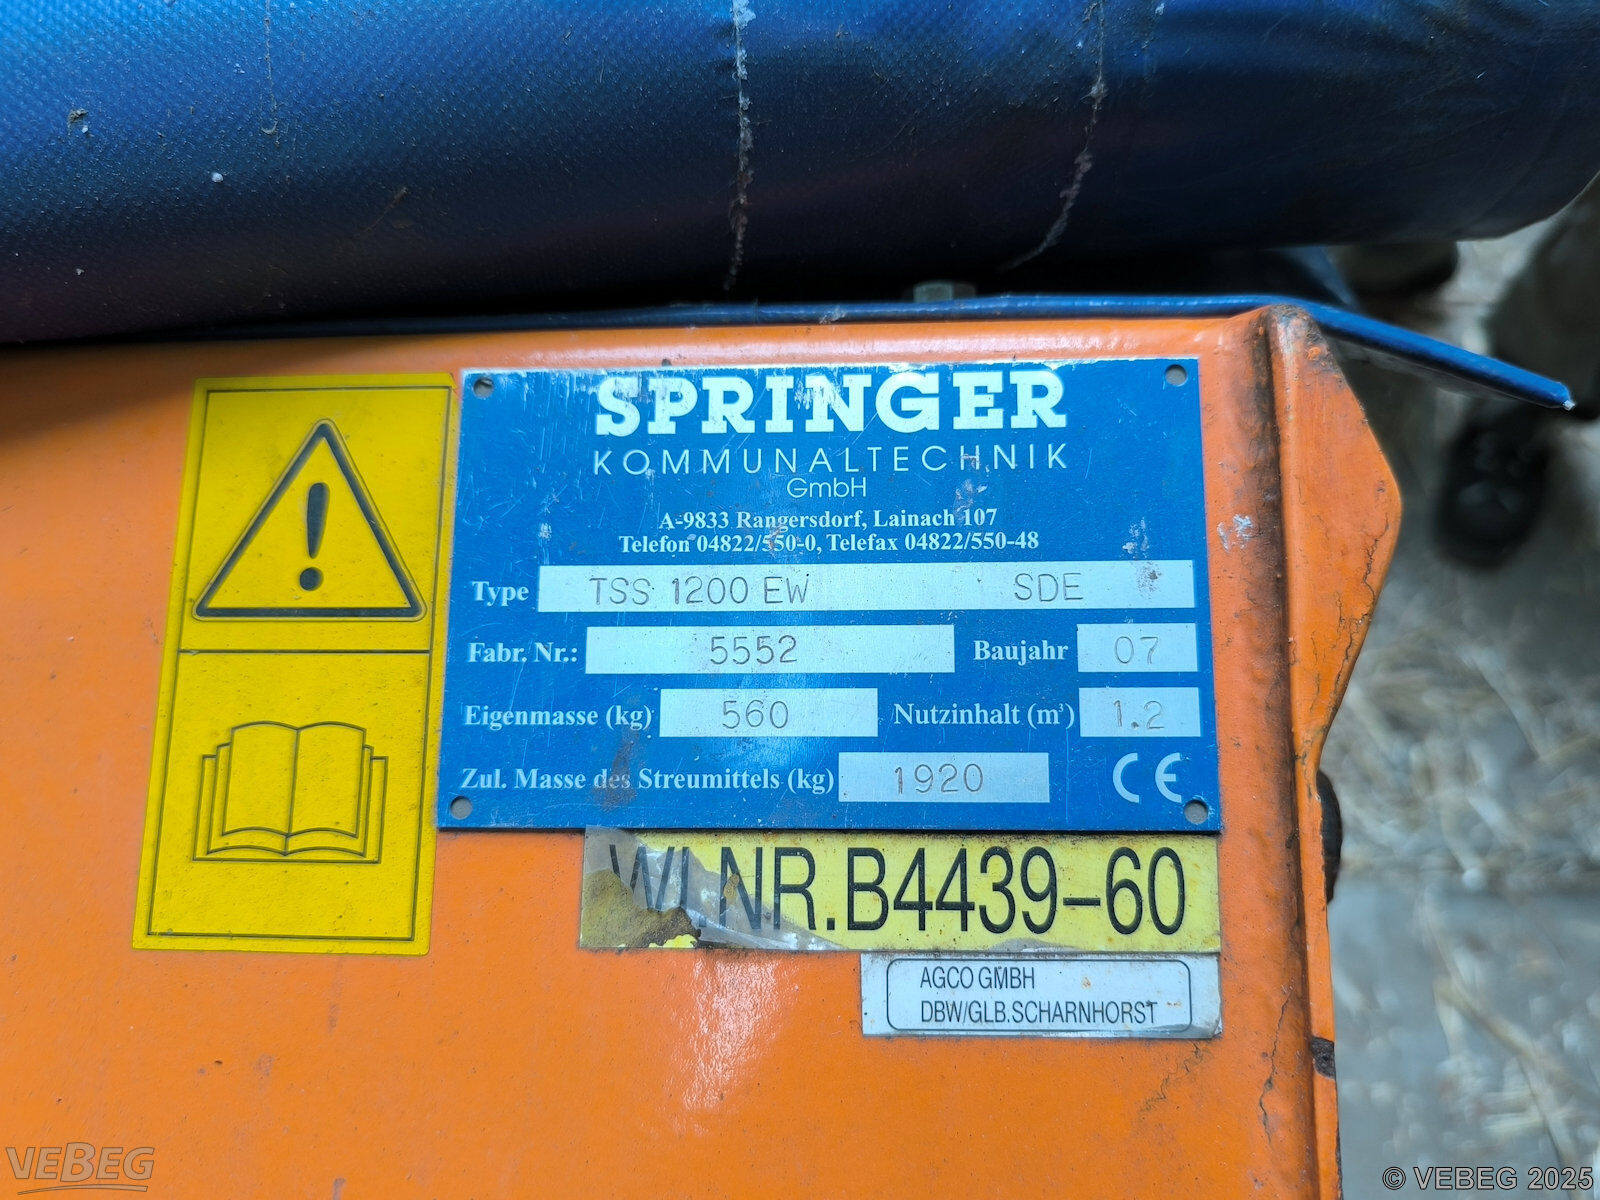 SPRINGER
KOMMUNALTECHNIK
GmbH
A-9833 Rangersdorf, Lainach 107
Telefon 04822/550-0, Telefax 04822/550-48
Type TSS 1200 EW SDE
Fabr. Nr.: 5552 Baujahr 07
Eigenmasse (kg) 560 Nutzinhalt (m³) 1.2
Zul. Masse des Streumittels (kg) 1920 CE
WI.NR.B4439-60
AGCO GMBH
DBW/GLB.SCHARNHORST
VEBEG
© VEBEG 2025